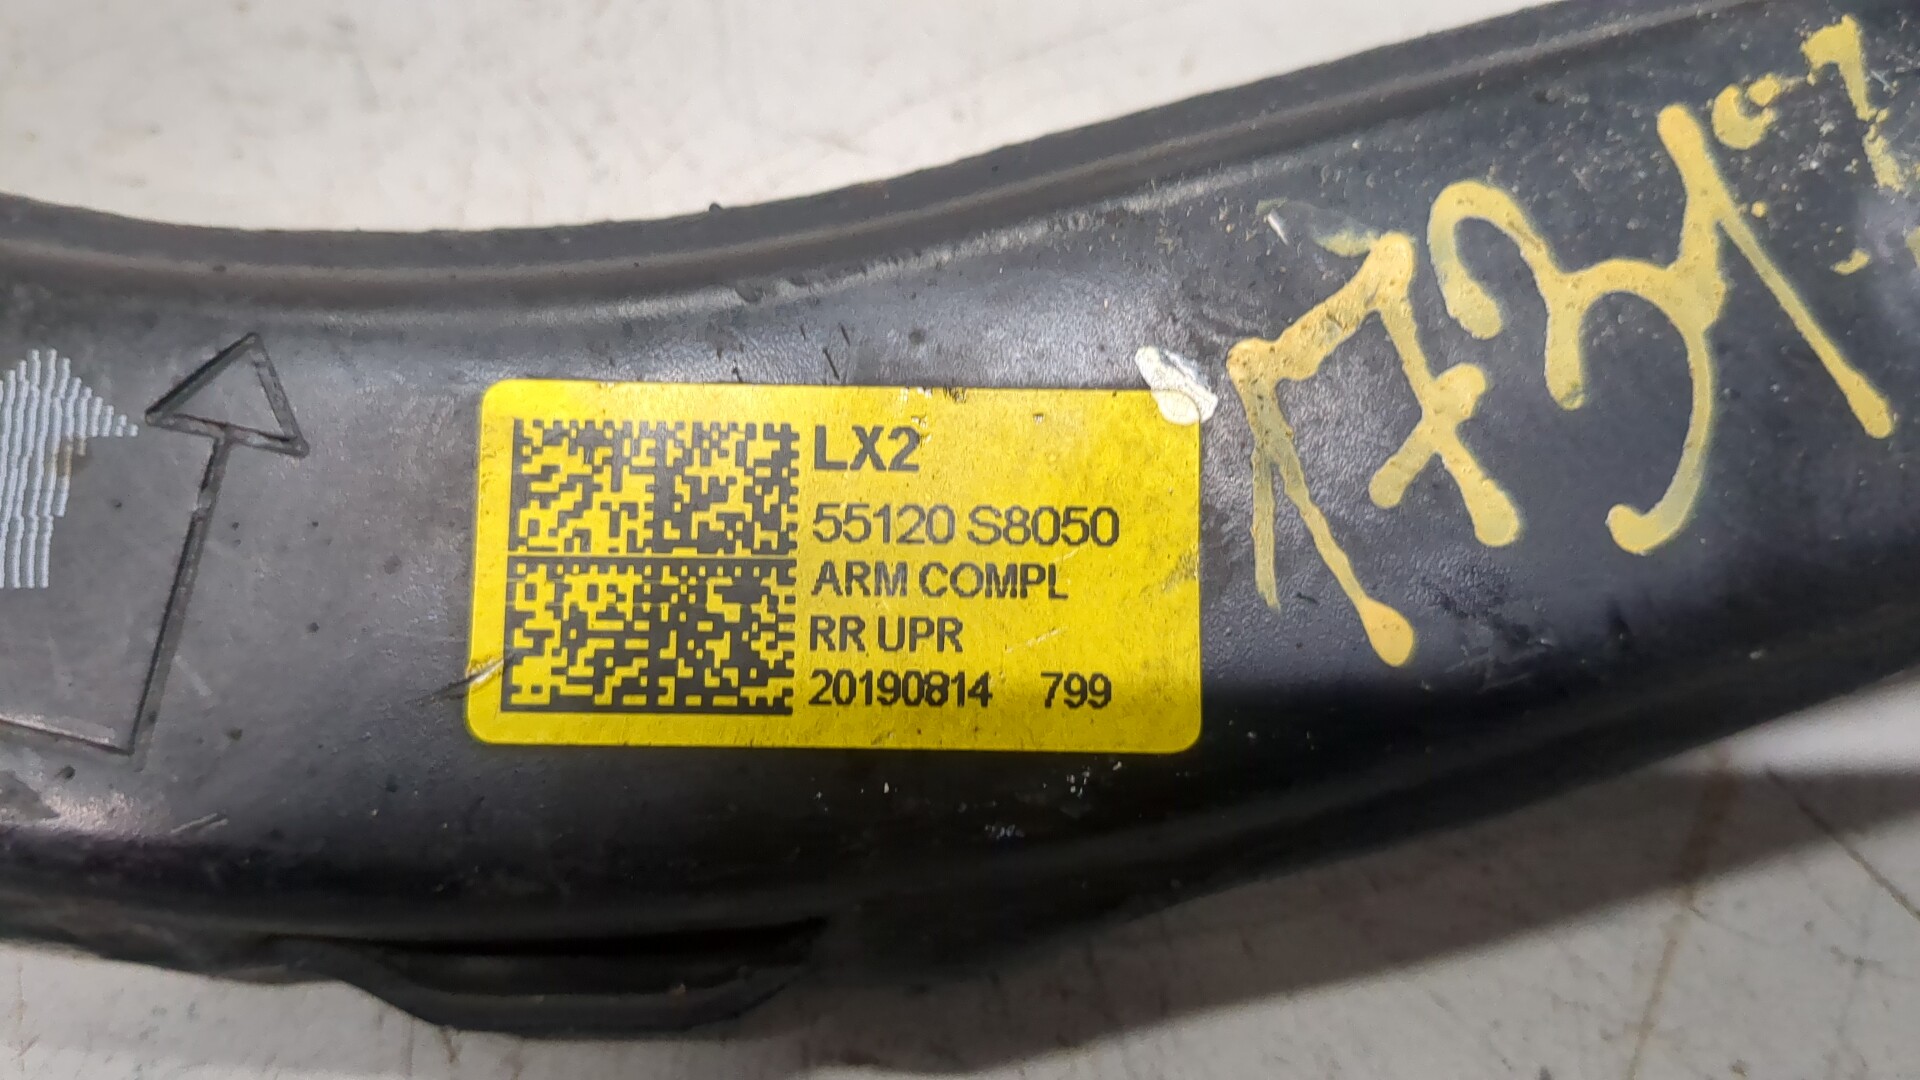 LX2
55120 S8050
ARM COMPL
RR UPR
20190814 799